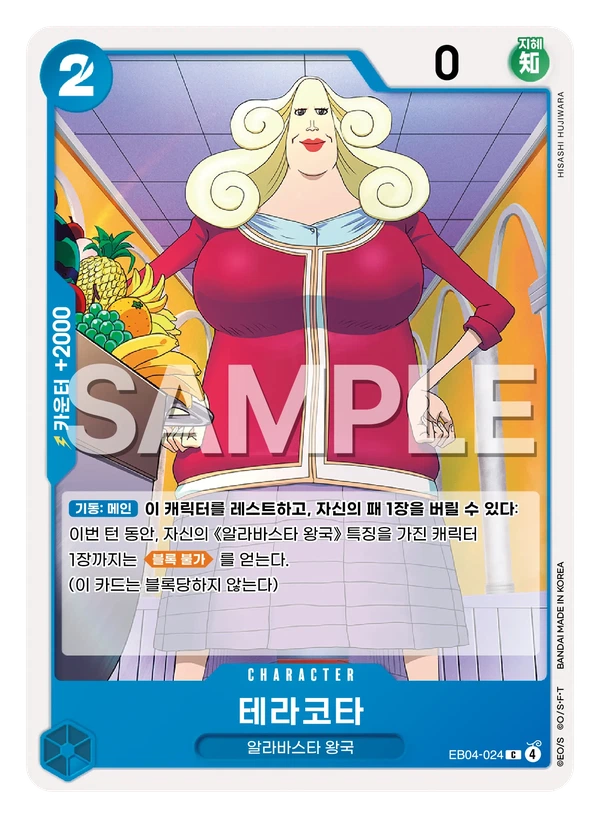 2
0
지혜
知
HISASHI HUJIWARA
카운터 +2000
SAMPLE
기동: 메인 이 캐릭터를 레스트하고, 자신의 패 1장을 버릴 수 있다:
이번 턴 동안, 자신의 《알라바스타 왕국》 특징을 가진 캐릭터
1장까지는 블록 불가 를 얻는다.
(이 카드는 블록당하지 않는다)
BANDAI MADE IN KOREA
©EO/S ©O/S·F·T
CHARACTER
테라코타
알라바스타 왕국
EB04-024 C 4